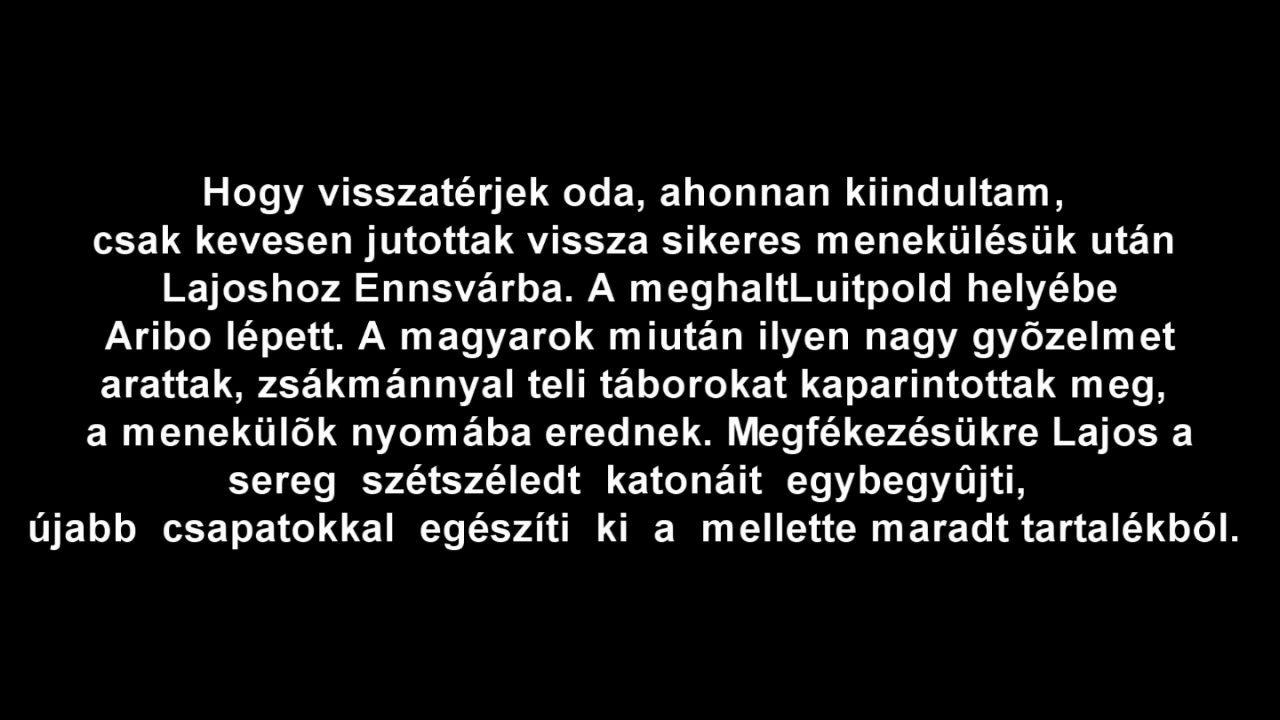 Hogy visszatérjek oda, ahonnan kiindultam,
csak kevesen jutottak vissza sikeres menekülésük után
Lajoshoz Ennsvárba. A meghaltLuitpold helyébe
Aribo lépett. A magyarok miután ilyen nagy gyõzelmet
arattak, zsákmánnyal teli táborokat kaparintottak meg,
a menekülõk nyomába erednek. Megfékezésükre Lajos a
sereg szétszéledt katonáit egybegyûjti,
újabb csapatokkal egészíti ki a mellette maradt tartalékból.